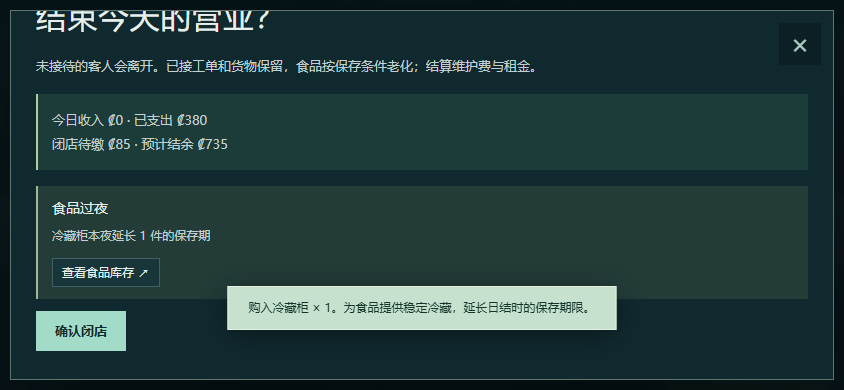 结束今天的营业？
未接待的客人会离开。已接工单和货物保留，食品按保存条件老化；结算维护费与租金。
今日收入 ₡0 · 已支出 ₡380
闭店待缴 ₡85 · 预计结余 ₡735
食品过夜
冷藏柜本夜延长 1 件的保存期
查看食品库存 ↗
购入冷藏柜 × 1。为食品提供稳定冷藏，延长日结时的保存期限。
确认闭店